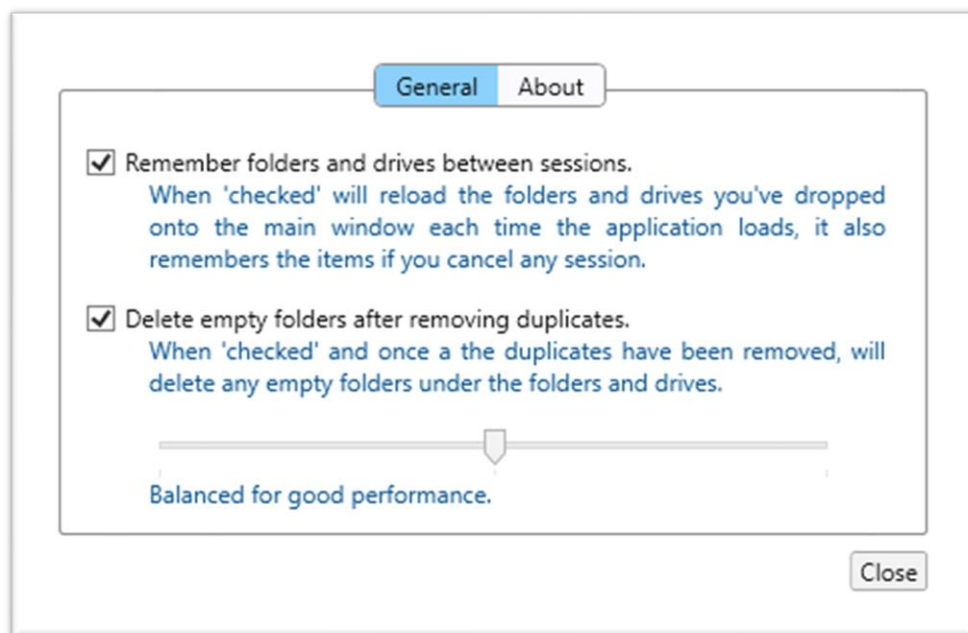 General About
Remember folders and drives between sessions.
When 'checked' will reload the folders and drives you've dropped
onto the main window each time the application loads, it also
remembers the items if you cancel any session.
Delete empty folders after removing duplicates.
When 'checked' and once a the duplicates have been removed, will
delete any empty folders under the folders and drives.
Balanced for good performance.
Close